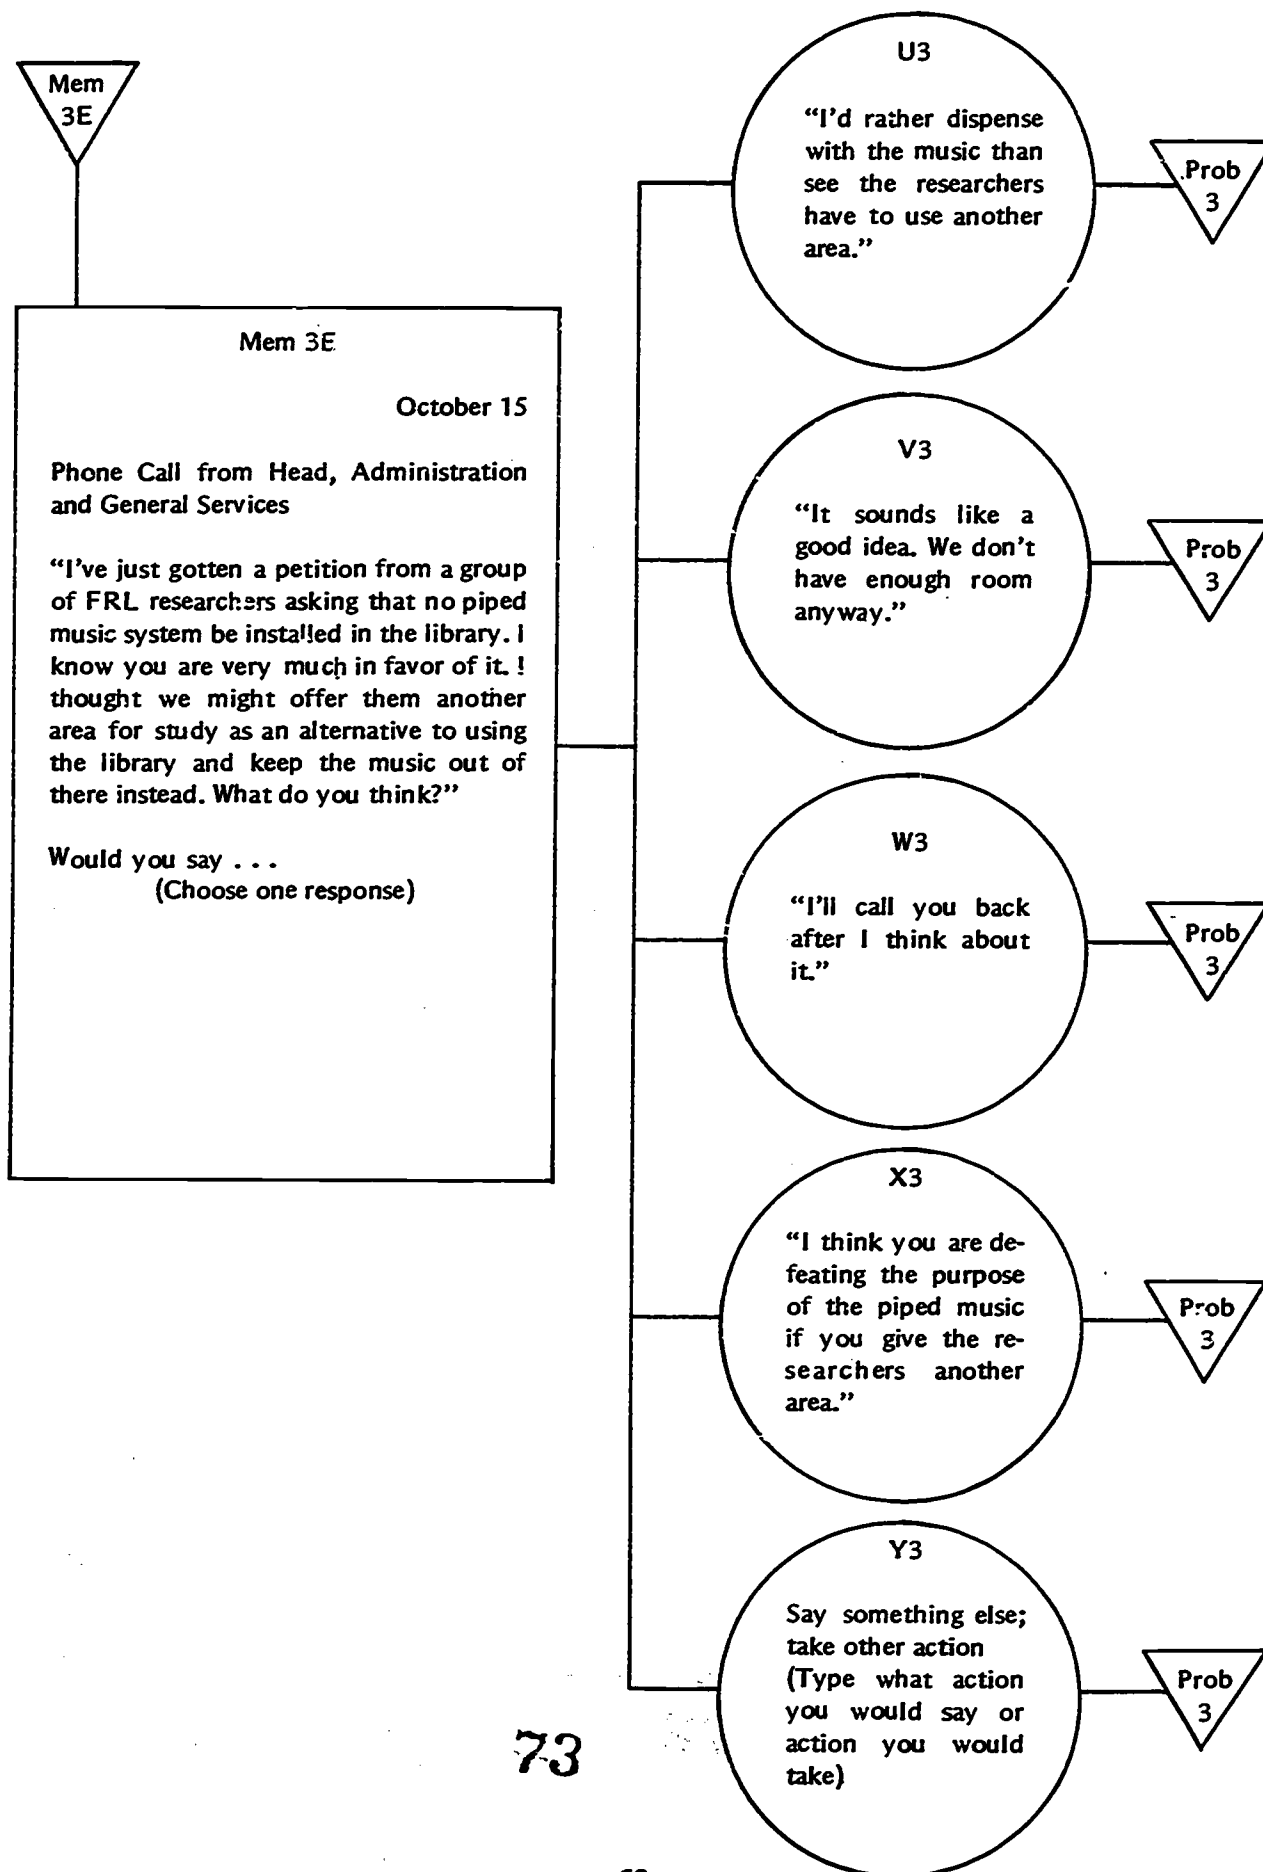 Mem
3E
Mem 3E
October 15
Phone Call from Head, Administration
and General Services
“I've just gotten a petition from a group
of FRL researchers asking that no piped
music system be installed in the library. I
know you are very much in favor of it. I
thought we might offer them another
area for study as an alternative to using
the library and keep the music out of
there instead. What do you think?”
Would you say . . .
(Choose one response)
U3
“I'd rather dispense
with the music than
see the researchers
have to use another
area.”
Prob
3
V3
“It sounds like a
good idea. We don't
have enough room
anyway.”
Prob
3
W3
“I'll call you back
after I think about
it.”
Prob
3
X3
“I think you are de-
feating the purpose
of the piped music
if you give the re-
searchers another
area.”
Prob
3
Y3
Say something else;
take other action
(Type what action
you would say or
action you would
take)
Prob
3
73